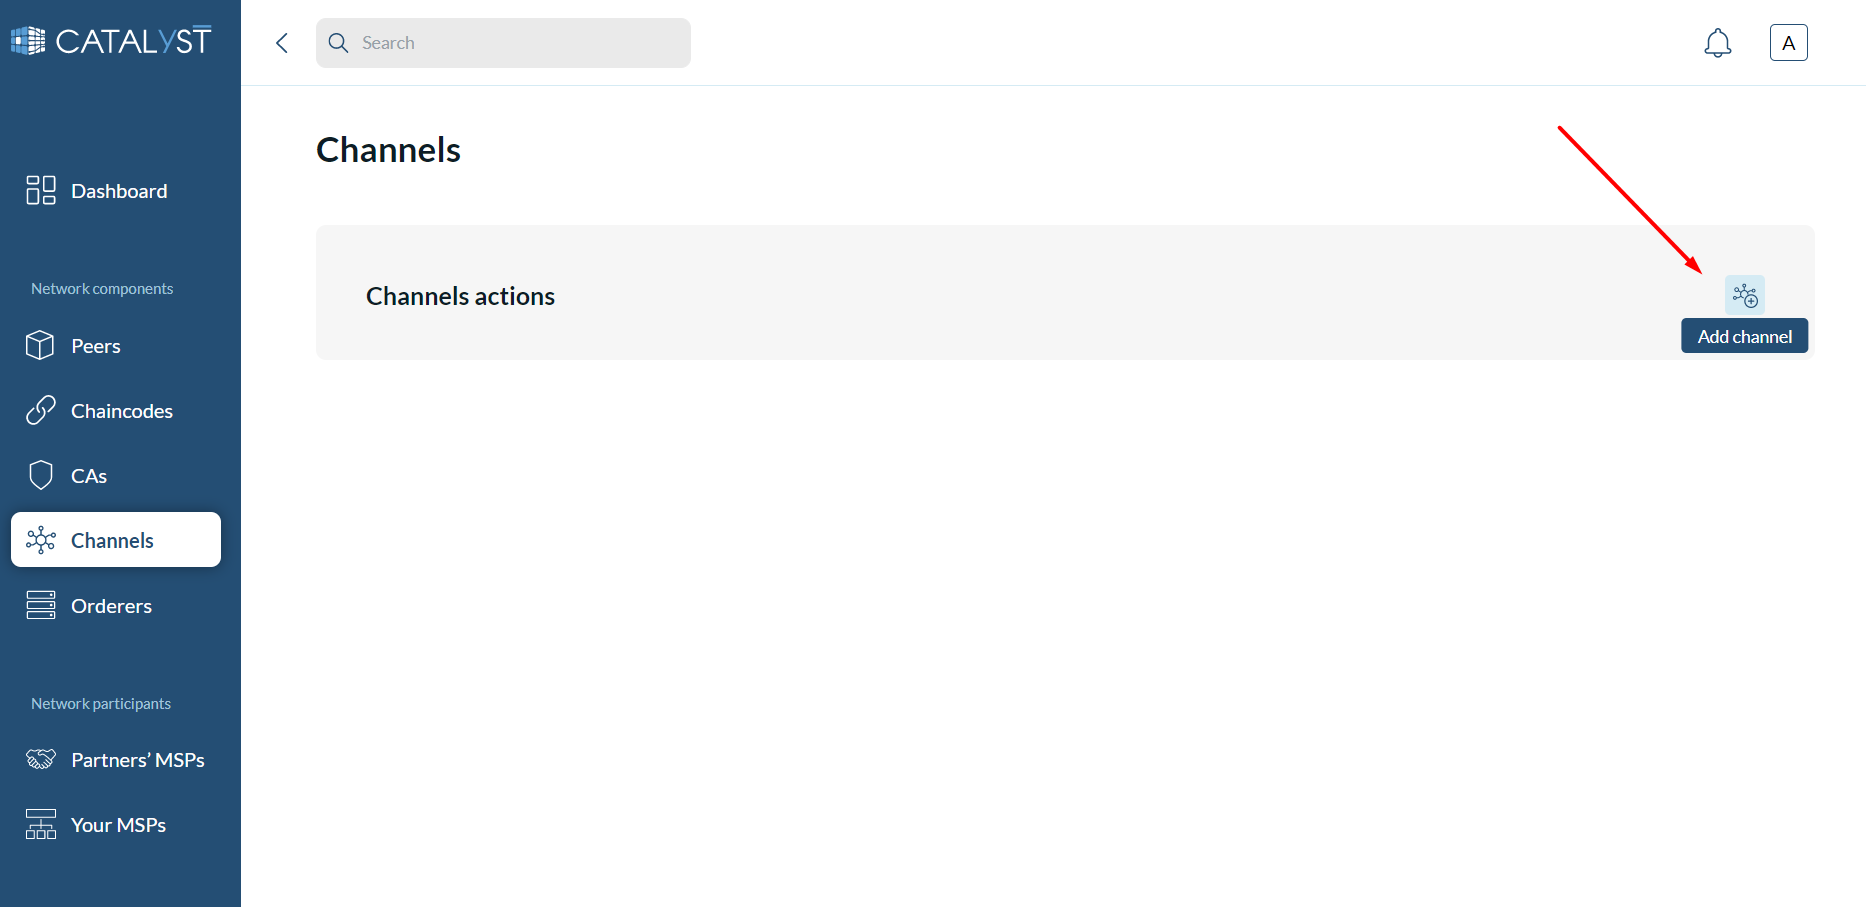 CATALYST
Search
A
Channels
Dashboard
Channels actions
Add channel
Network components
Peers
Chaincodes
CAs
Channels
Orderers
Network participants
Partners’ MSPs
Your MSPs